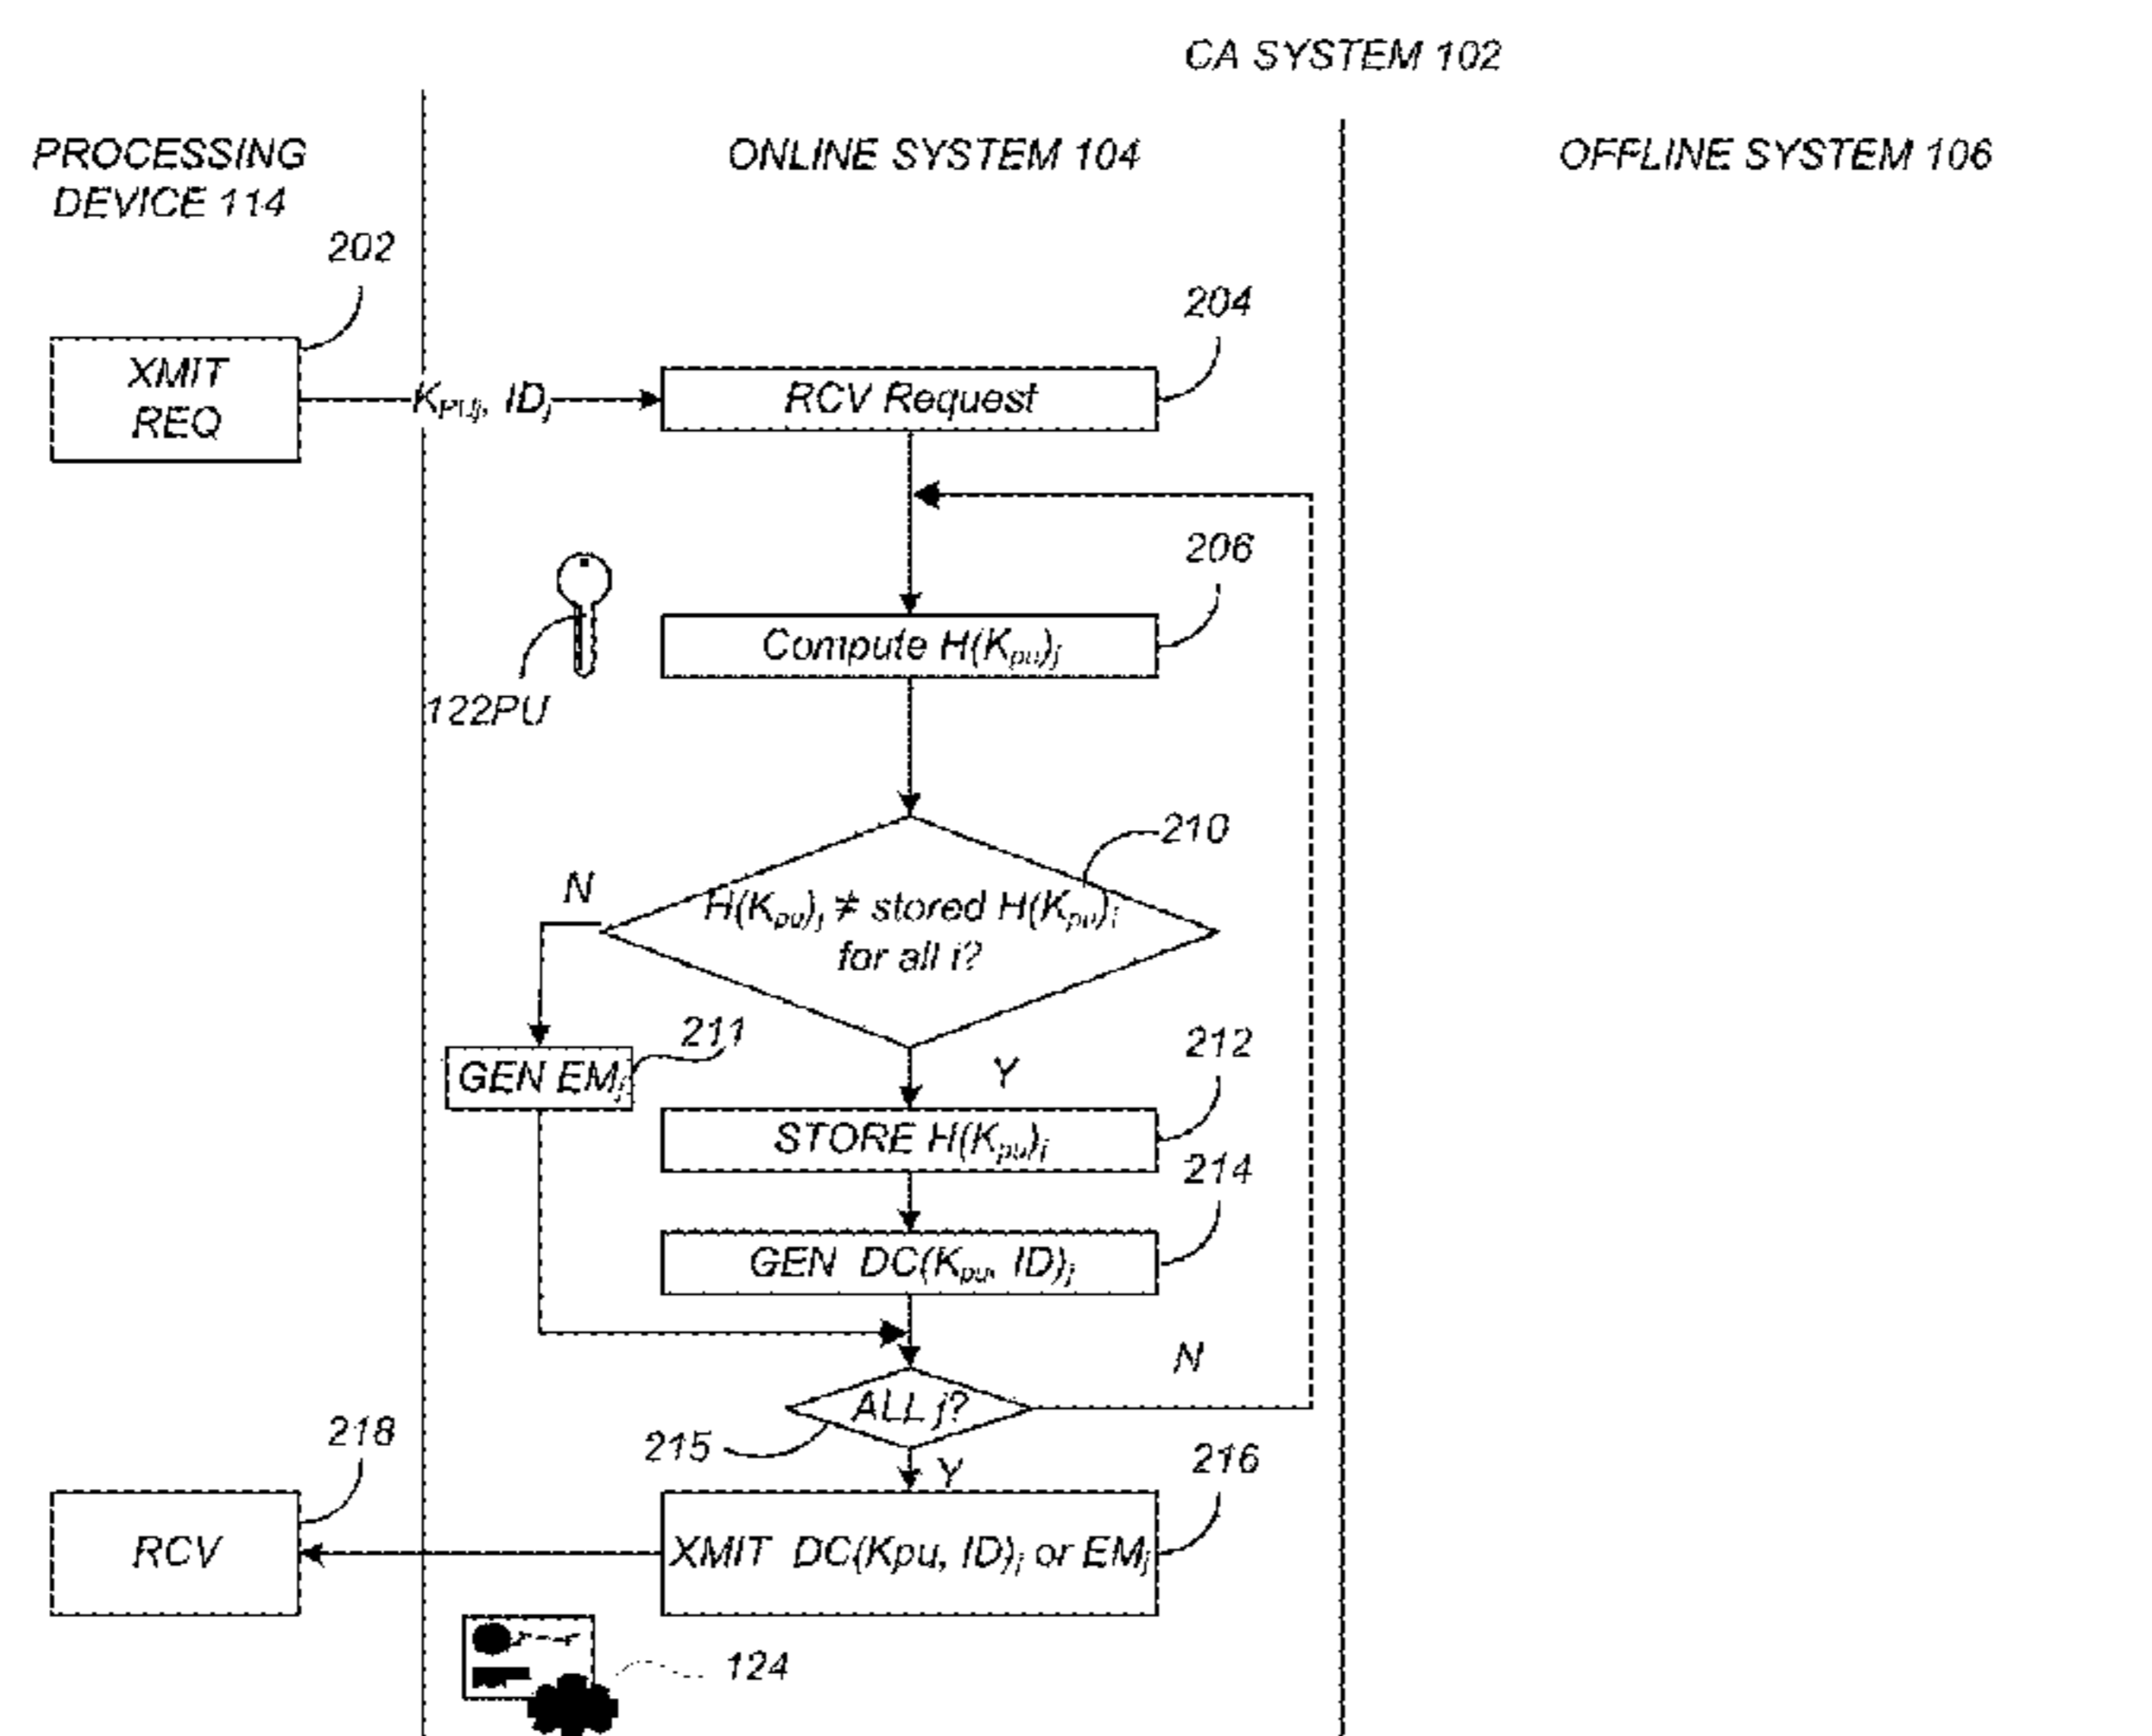 CA SYSTEM 102
PROCESSING
DEVICE 114
ONLINE SYSTEM 104
OFFLINE SYSTEM 106
202
204
XMIT
REQ
K_PUj, ID_j
RCV Request
206
Compute H(K_pu)_j
122PU
210
N
H(K_pu)_j ≠ stored H(K_pu)_i
for all i?
211
212
Y
GEN EM_j
STORE H(K_pu)_i
214
GEN DC(K_pu, ID)_j
N
ALL j?
218
215
Y
216
RCV
XMIT DC(Kpu, ID)_j or EM_j
124